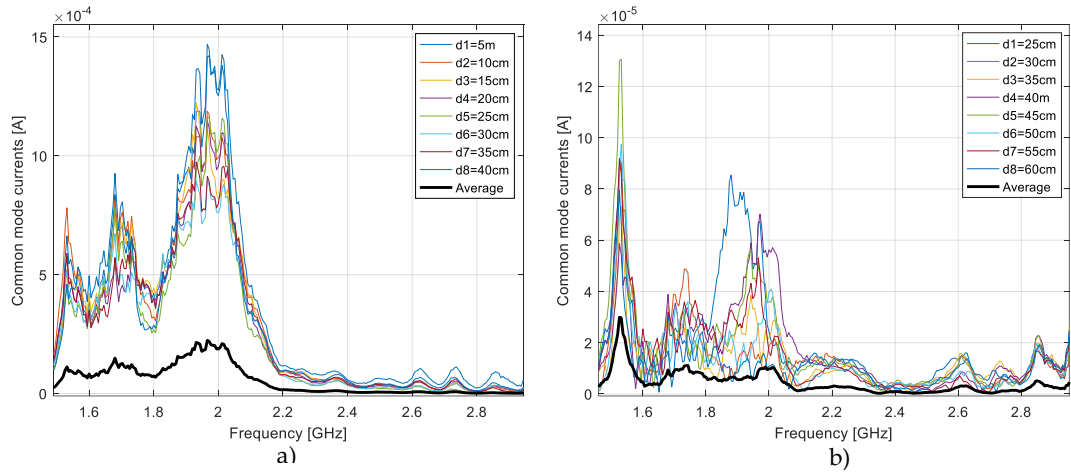 ×10⁻⁴
15
10
5
0
Common mode currents [A]
1.6
1.8
2
2.2
2.4
2.6
2.8
Frequency [GHz]
d1=5m
d2=10cm
d3=15cm
d4=20cm
d5=25cm
d6=30cm
d7=35cm
d8=40cm
Average
a)
×10⁻⁵
14
12
10
8
6
4
2
0
Common mode currents [A]
1.6
1.8
2
2.2
2.4
2.6
2.8
Frequency [GHz]
d1=25cm
d2=30cm
d3=35cm
d4=40m
d5=45cm
d6=50cm
d7=55cm
d8=60cm
Average
b)